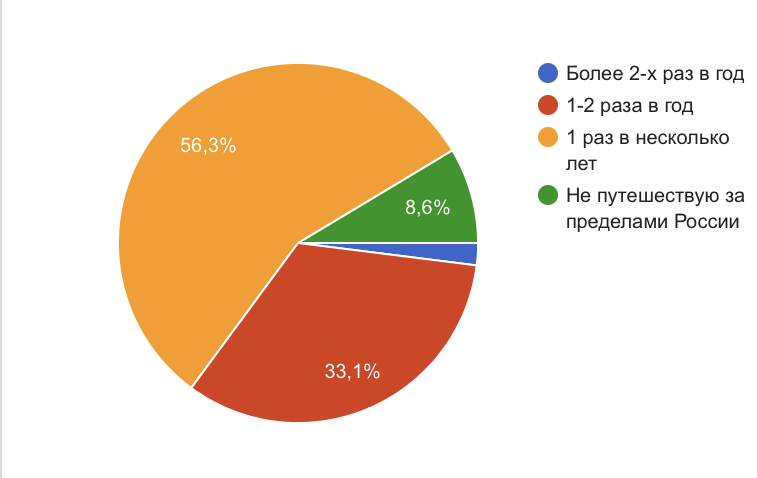 Более 2-х раз в год
1-2 раза в год
1 раз в несколько
лет
Не путешествую за
пределами России
56,3%
8,6%
33,1%